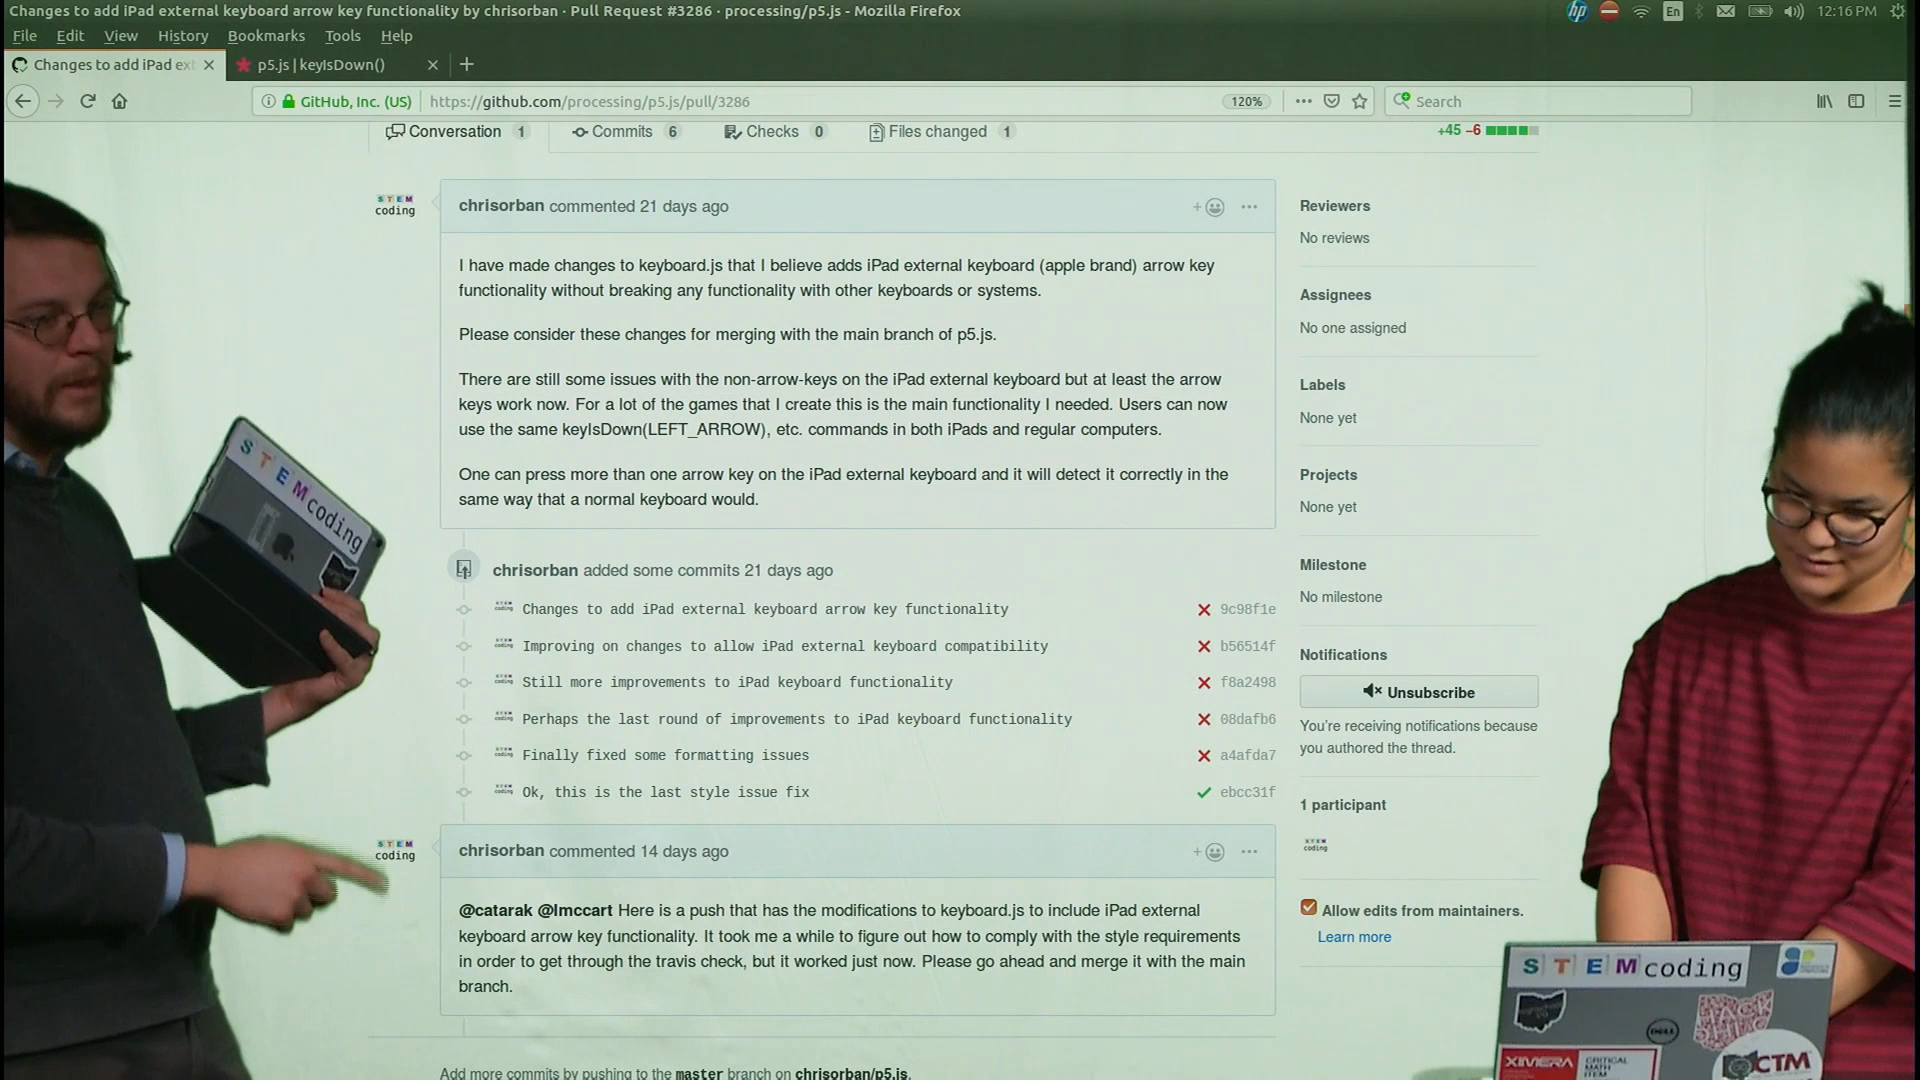 Changes to add iPad external keyboard arrow key functionality by chrisorban · Pull Request #3286 · processing/p5.js - Mozilla Firefox
hp
En
12:16 PM
File Edit View History Bookmarks Tools Help
Changes to add iPad ext
p5.js | keyIsDown()
GitHub, Inc. (US)
https://github.com/processing/p5.js/pull/3286
120%
Search
Conversation 1
Commits 6
Checks 0
Files changed 1
+45 −6
STEM
coding
chrisorban commented 21 days ago
I have made changes to keyboard.js that I believe adds iPad external keyboard (apple brand) arrow key
functionality without breaking any functionality with other keyboards or systems.
Please consider these changes for merging with the main branch of p5.js.
There are still some issues with the non-arrow-keys on the iPad external keyboard but at least the arrow
keys work now. For a lot of the games that I create this is the main functionality I needed. Users can now
use the same keyIsDown(LEFT_ARROW), etc. commands in both iPads and regular computers.
One can press more than one arrow key on the iPad external keyboard and it will detect it correctly in the
same way that a normal keyboard would.
chrisorban added some commits 21 days ago
Changes to add iPad external keyboard arrow key functionality 9c98f1e
Improving on changes to allow iPad external keyboard compatibility b56514f
Still more improvements to iPad keyboard functionality f8a2498
Perhaps the last round of improvements to iPad keyboard functionality 08dafb6
Finally fixed some formatting issues a4afda7
Ok, this is the last style issue fix ebcc31f
STEM
coding
chrisorban commented 14 days ago
@catarak @lmccart Here is a push that has the modifications to keyboard.js to include iPad external
keyboard arrow key functionality. It took me a while to figure out how to comply with the style requirements
in order to get through the travis check, but it worked just now. Please go ahead and merge it with the main
branch.
Add more commits by pushing to the master branch on chrisorban/p5.js.
Reviewers
No reviews
Assignees
No one assigned
Labels
None yet
Projects
None yet
Milestone
No milestone
Notifications
Unsubscribe
You're receiving notifications because
you authored the thread.
1 participant
Allow edits from maintainers.
Learn more
STEMcoding
STEMcoding
DELL
XIMERA
CRITICAL
MATH
ITEM
CTM